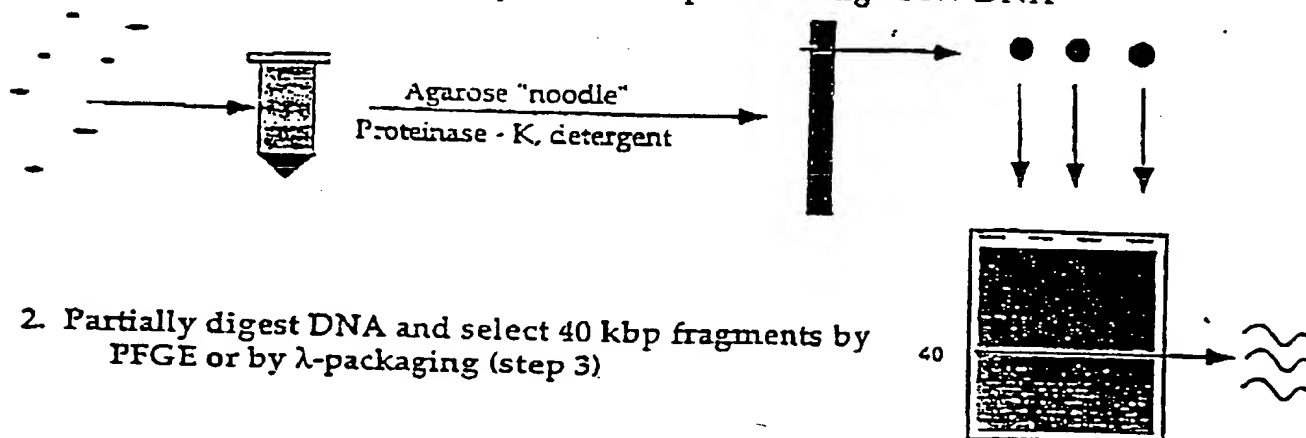 DNA
Agarose "noodle"
Proteinase - K, detergent
2. Partially digest DNA and select 40 kbp fragments by
PFGE or by λ-packaging (step 3)
40